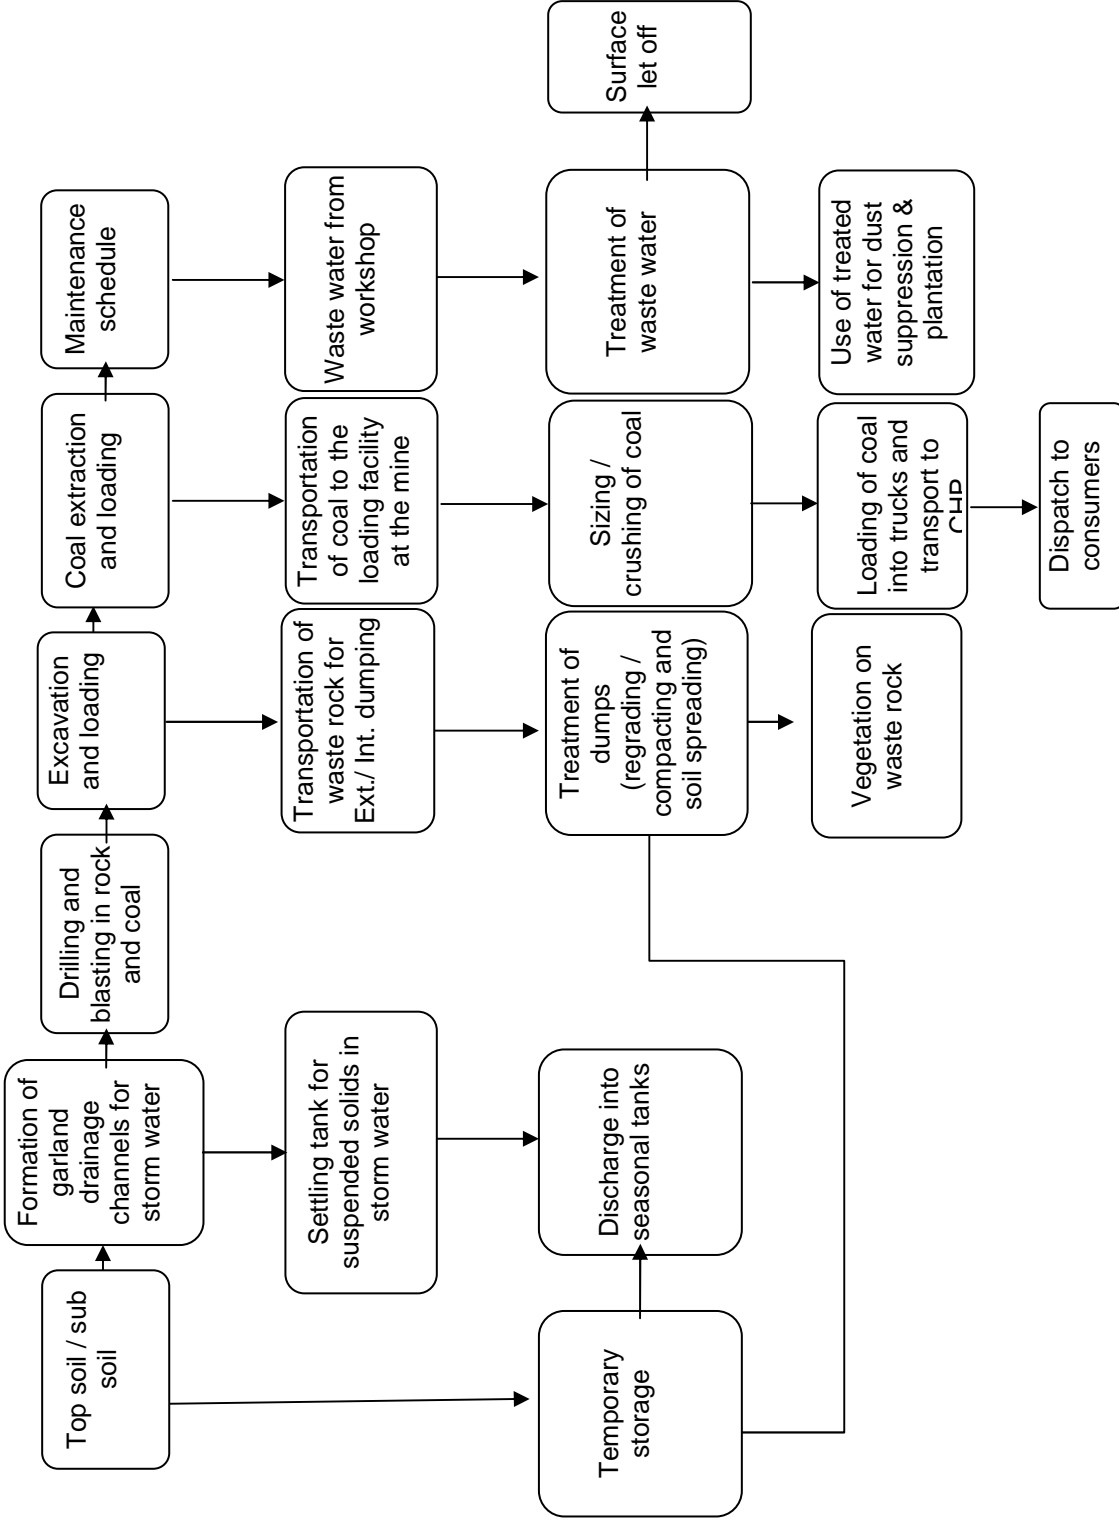 Top soil / sub
soil
Formation of
garland
drainage
channels for
storm water
Drilling and
blasting in rock
and coal
Excavation
and loading
Coal extraction
and loading
Maintenance
schedule
Settling tank for
suspended solids in
storm water
Transportation of
waste rock for
Ext./ Int. dumping
Transportation
of coal to the
loading facility
at the mine
Waste water from
workshop
Temporary
storage
Discharge into
seasonal tanks
Treatment of
dumps
(regrading /
compacting and
soil spreading)
Sizing /
crushing of coal
Treatment of
waste water
Surface
let off
Vegetation on
waste rock
Loading of coal
into trucks and
transport to
CHP
Use of treated
water for dust
suppression &
plantation
Dispatch to
consumers